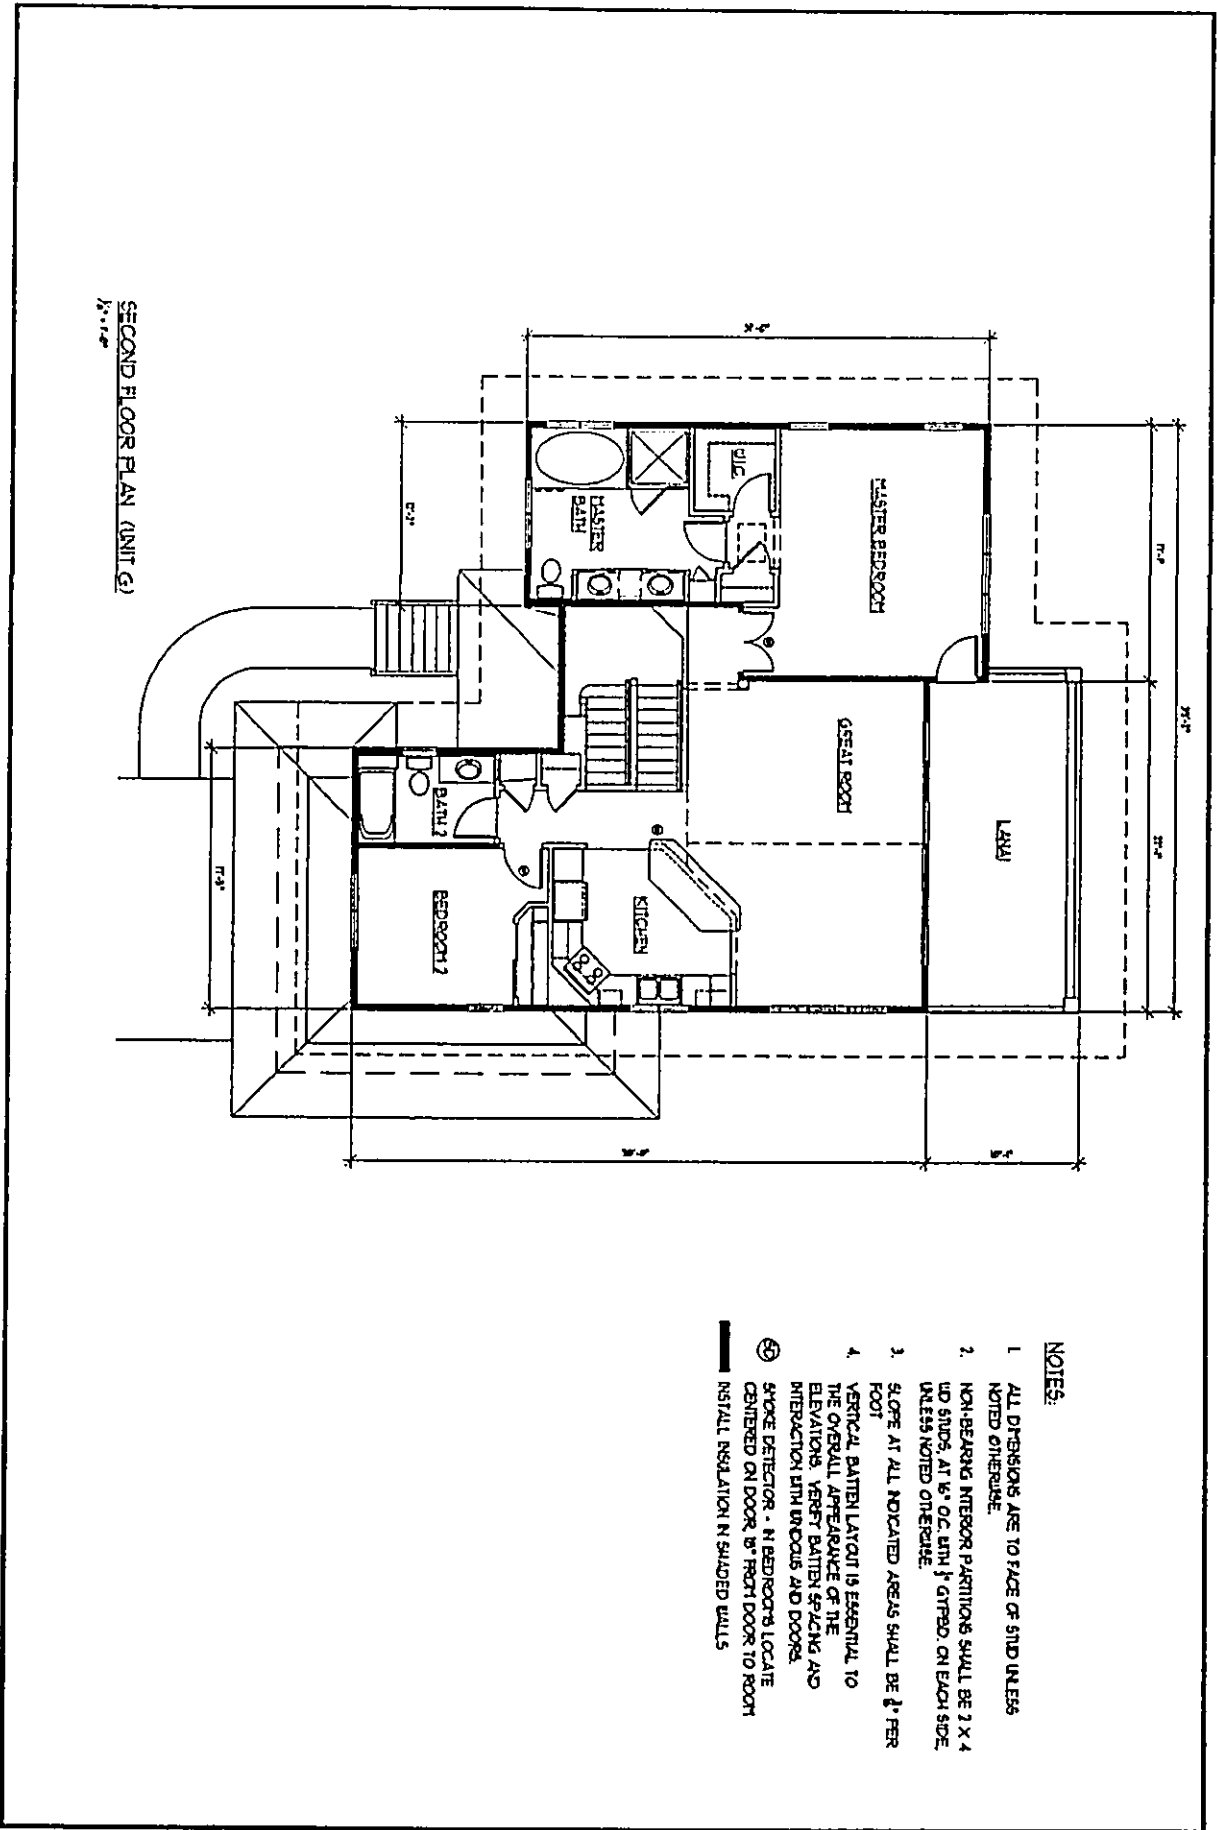 LANAI
MASTER BEDROOM
GREAT ROOM
WIC
MASTER
BATH
KITCHEN
BATH 2
BEDROOM 2
SECOND FLOOR PLAN (UNIT G)
NOTES:
1. ALL DIMENSIONS ARE TO FACE OF STUD UNLESS
NOTED OTHERWISE.
2. NON-BEARING INTERIOR PARTITIONS SHALL BE 2 X 4
WD STUDS, AT 16" O.C. WITH GYPBD. ON EACH SIDE,
UNLESS NOTED OTHERWISE.
3. SLOPE AT ALL INDICATED AREAS SHALL BE PER
FOOT
4. VERTICAL BATTEN LAYOUT IS ESSENTIAL TO
THE OVERALL APPEARANCE OF THE
ELEVATIONS. VERIFY BATTEN SPACING AND
INTERACTION WITH WINDOWS AND DOORS.
SD SMOKE DETECTOR - IN BEDROOMS LOCATE
CENTERED ON DOOR, 18" FROM DOOR TO ROOM
INSTALL INSULATION IN SHADED WALLS